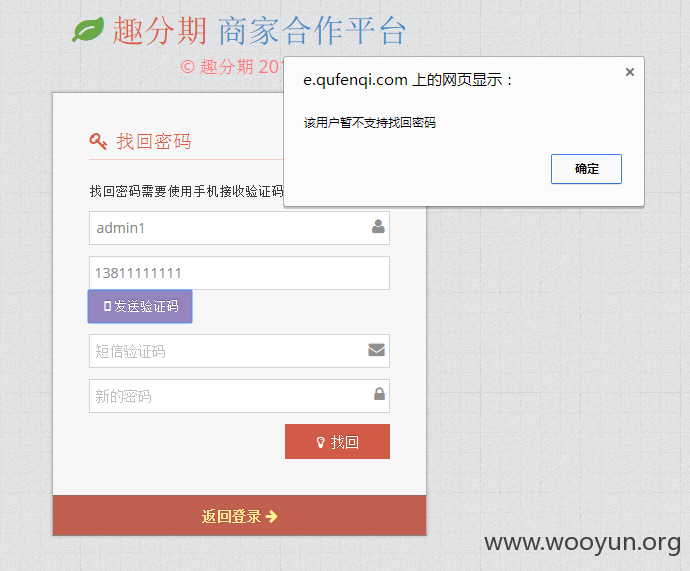 趣分期 商家合作平台
© 趣分期 20
e.qufenqi.com 上的网页显示：
×
该用户暂不支持找回密码
确定
找回密码
找回密码需要使用手机接收验证码
admin1
13811111111
发送验证码
短信验证码
新的密码
找回
返回登录
www.wooyun.org